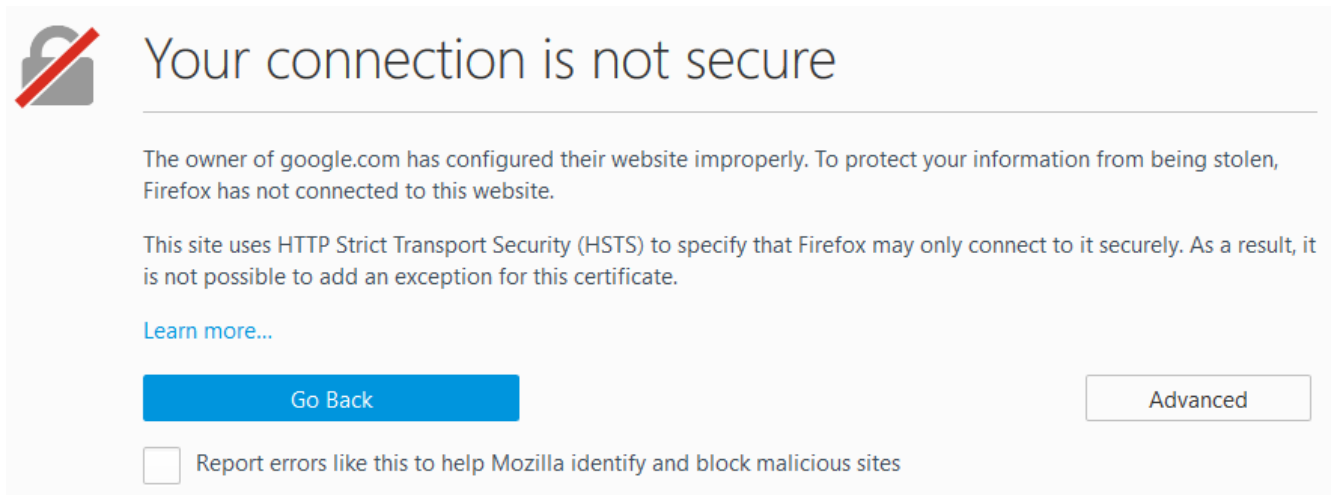 Your connection is not secure
The owner of google.com has configured their website improperly. To protect your information from being stolen,
Firefox has not connected to this website.
This site uses HTTP Strict Transport Security (HSTS) to specify that Firefox may only connect to it securely. As a result, it
is not possible to add an exception for this certificate.
Learn more...
Go Back
Advanced
Report errors like this to help Mozilla identify and block malicious sites